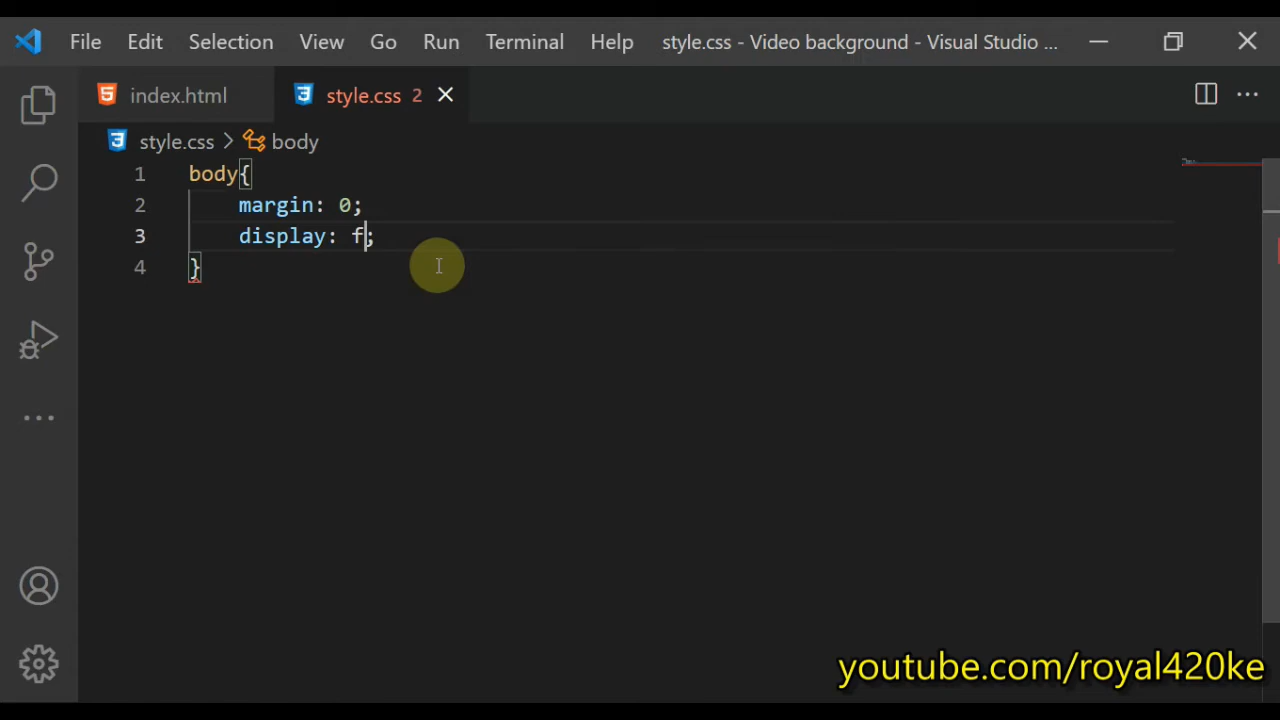 File Edit Selection View Go Run Terminal Help style.css - Video background - Visual Studio ...
index.html style.css 2
style.css > body
1 body{
2 margin: 0;
3 display: f;
4 }
youtube.com/royal420ke